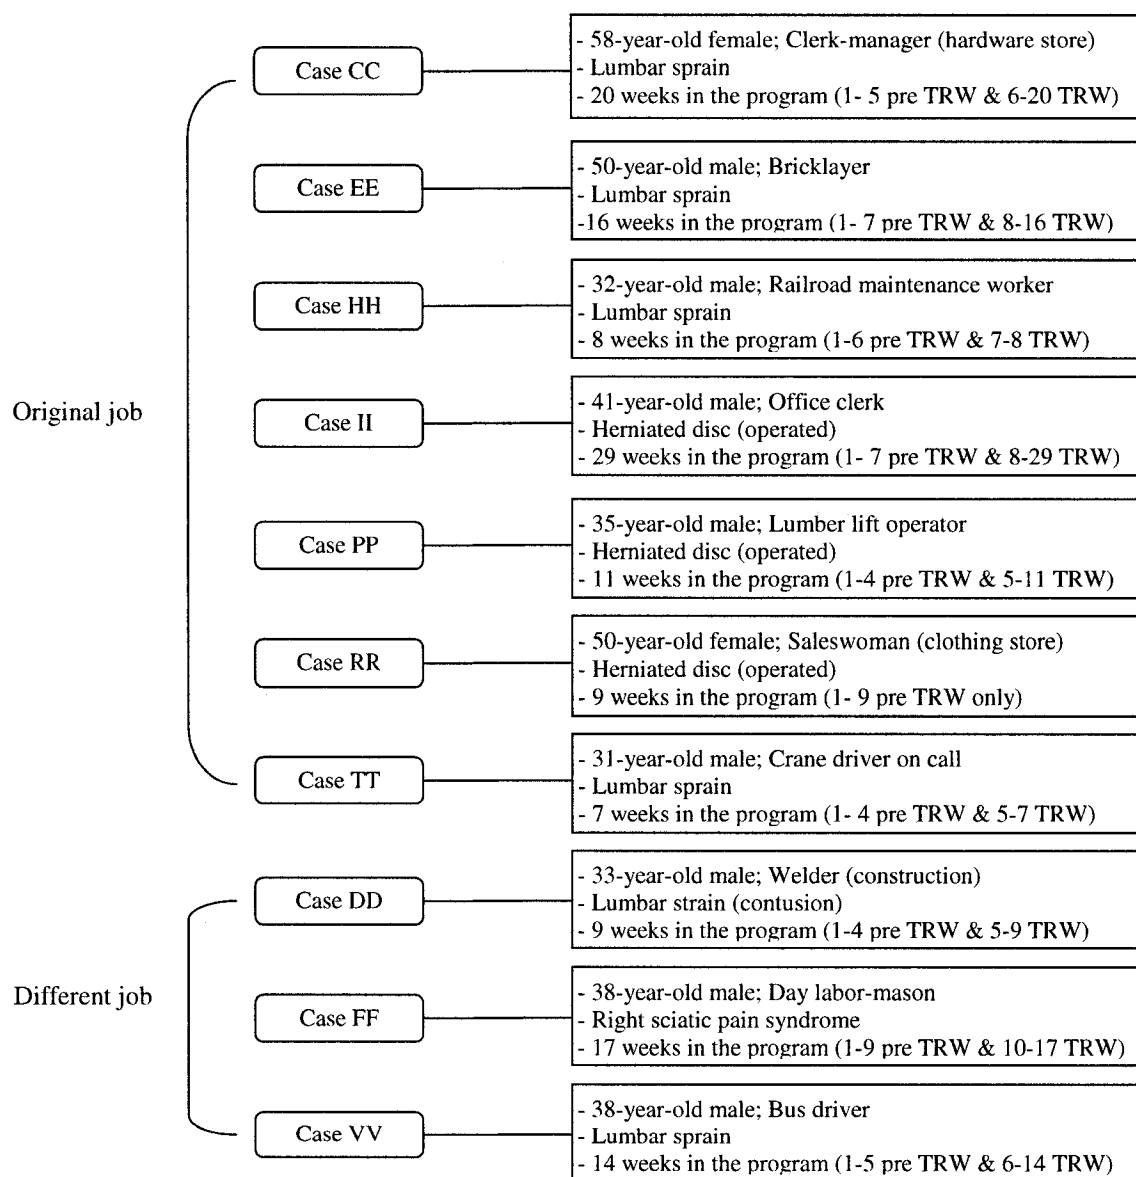 Original job
Case CC
- 58-year-old female; Clerk-manager (hardware store)
- Lumbar sprain
- 20 weeks in the program (1- 5 pre TRW & 6-20 TRW)
Case EE
- 50-year-old male; Bricklayer
- Lumbar sprain
-16 weeks in the program (1- 7 pre TRW & 8-16 TRW)
Case HH
- 32-year-old male; Railroad maintenance worker
- Lumbar sprain
- 8 weeks in the program (1-6 pre TRW & 7-8 TRW)
Case II
- 41-year-old male; Office clerk
- Herniated disc (operated)
- 29 weeks in the program (1- 7 pre TRW & 8-29 TRW)
Case PP
- 35-year-old male; Lumber lift operator
- Herniated disc (operated)
- 11 weeks in the program (1-4 pre TRW & 5-11 TRW)
Case RR
- 50-year-old female; Saleswoman (clothing store)
- Herniated disc (operated)
- 9 weeks in the program (1- 9 pre TRW only)
Case TT
- 31-year-old male; Crane driver on call
- Lumbar sprain
- 7 weeks in the program (1- 4 pre TRW & 5-7 TRW)
Different job
Case DD
- 33-year-old male; Welder (construction)
- Lumbar strain (contusion)
- 9 weeks in the program (1-4 pre TRW & 5-9 TRW)
Case FF
- 38-year-old male; Day labor-mason
- Right sciatic pain syndrome
- 17 weeks in the program (1-9 pre TRW & 10-17 TRW)
Case VV
- 38-year-old male; Bus driver
- Lumbar sprain
- 14 weeks in the program (1-5 pre TRW & 6-14 TRW)